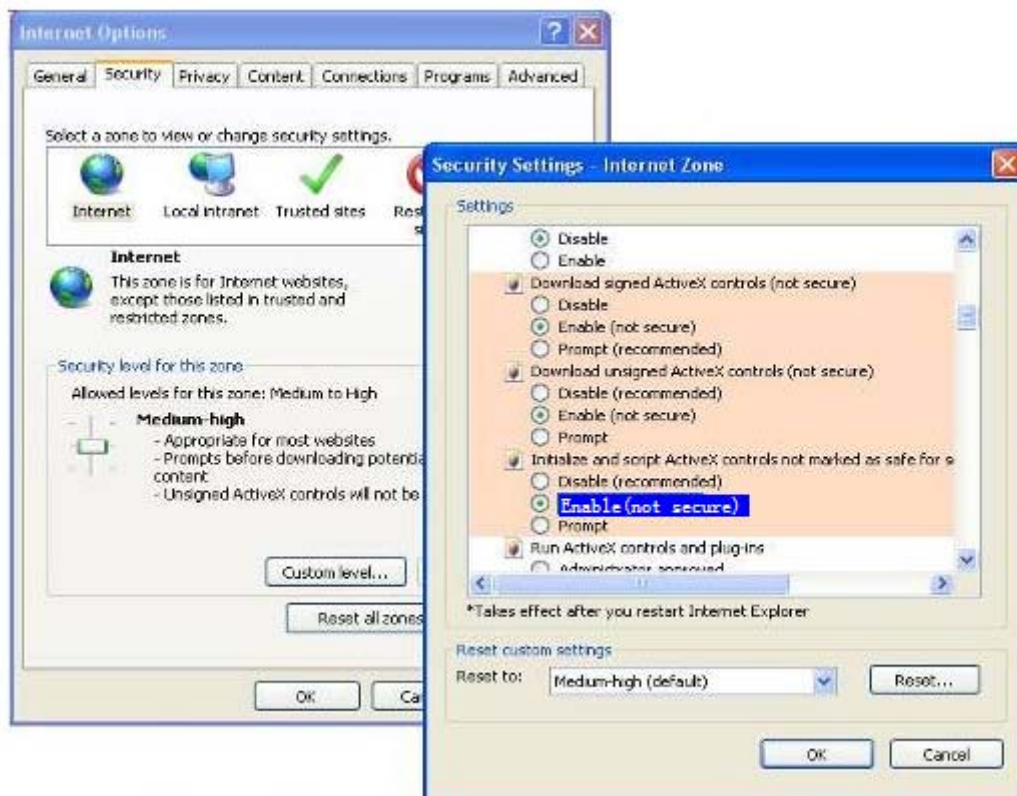 Internet Options
General Security Privacy Content Connections Programs Advanced
Select a zone to view or change security settings.
Internet Local intranet Trusted sites
Internet
This zone is for Internet websites,
except those listed in trusted and
restricted zones.
Security level for this zone
Allowed levels for this zone: Medium to High
Medium-high
- Appropriate for most websites
- Prompts before downloading
content
- Unsigned ActiveX controls will not be
Custom level...
Reset all zones
OK
Security Settings - Internet Zone
Settings
Disable
Enable
Download signed ActiveX controls (not secure)
Disable
Enable (not secure)
Prompt (recommended)
Download unsigned ActiveX controls (not secure)
Disable (recommended)
Enable (not secure)
Prompt
Initialize and script ActiveX controls not marked as safe for s
Disable (recommended)
Enable(not secure)
Prompt
Run ActiveX controls and plug-ins
Administrator approved
*Takes effect after you restart Internet Explorer
Reset custom settings
Reset to: Medium-high (default) Reset...
OK Cancel